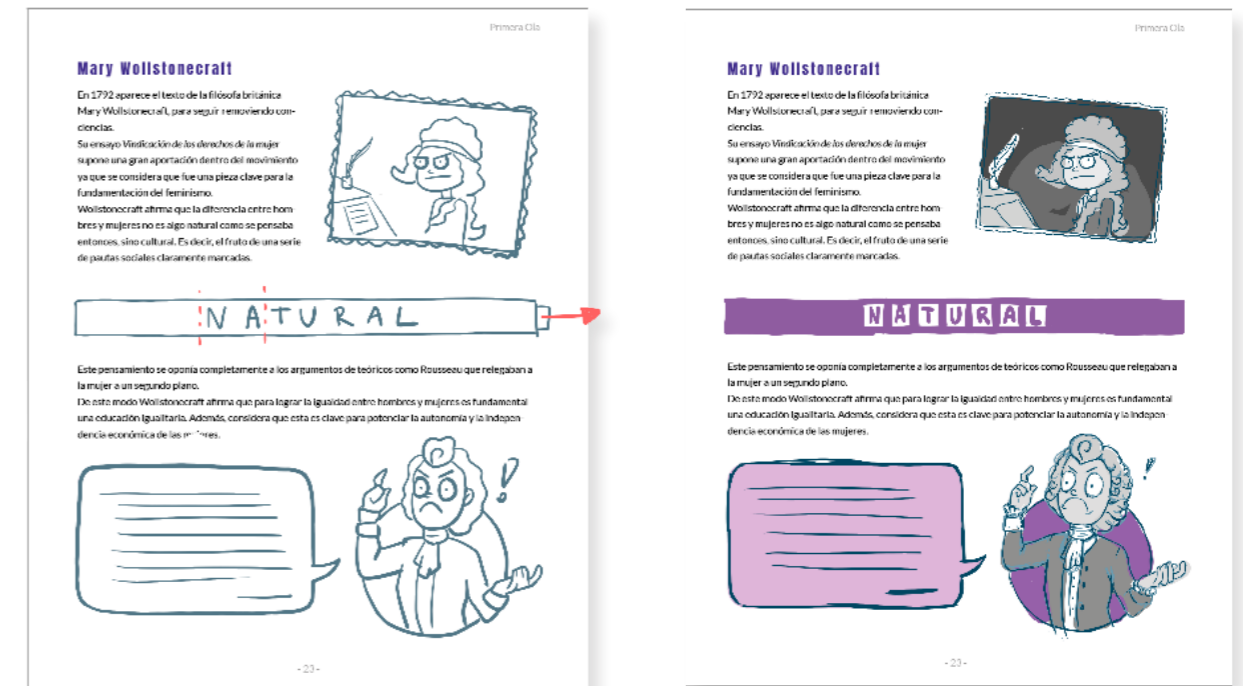 Primera Ola
Mary Wollstonecraft
En 1792 aparece el texto de la filósofa británica
Mary Wollstonecraft, para seguir removiendo con-
ciencias.
Su ensayo Vindicación de los derechos de la mujer
supone una gran aportación dentro del movimiento
ya que se considera que fue una pieza clave para la
fundamentación del feminismo.
Wollstonecraft afirma que la diferencia entre hom-
bres y mujeres no es algo natural como se pensaba
entonces, sino cultural. Es decir, el fruto de una serie
de pautas sociales claramente marcadas.
NATURAL
Este pensamiento se oponía completamente a los argumentos de teóricos como Rousseau que relegaban a
la mujer a un segundo plano.
De este modo Wollstonecraft afirma que para lograr la igualdad entre hombres y mujeres es fundamental
una educación igualitaria. Además, considera que esta es clave para potenciar la autonomía y la indepen-
dencia económica de las mujeres.
!
- 23 -
Primera Ola
Mary Wollstonecraft
En 1792 aparece el texto de la filósofa británica
Mary Wollstonecraft, para seguir removiendo con-
ciencias.
Su ensayo Vindicación de los derechos de la mujer
supone una gran aportación dentro del movimiento
ya que se considera que fue una pieza clave para la
fundamentación del feminismo.
Wollstonecraft afirma que la diferencia entre hom-
bres y mujeres no es algo natural como se pensaba
entonces, sino cultural. Es decir, el fruto de una serie
de pautas sociales claramente marcadas.
NATURAL
Este pensamiento se oponía completamente a los argumentos de teóricos como Rousseau que relegaban a
la mujer a un segundo plano.
De este modo Wollstonecraft afirma que para lograr la igualdad entre hombres y mujeres es fundamental
una educación igualitaria. Además, considera que esta es clave para potenciar la autonomía y la indepen-
dencia económica de las mujeres.
!
- 23 -